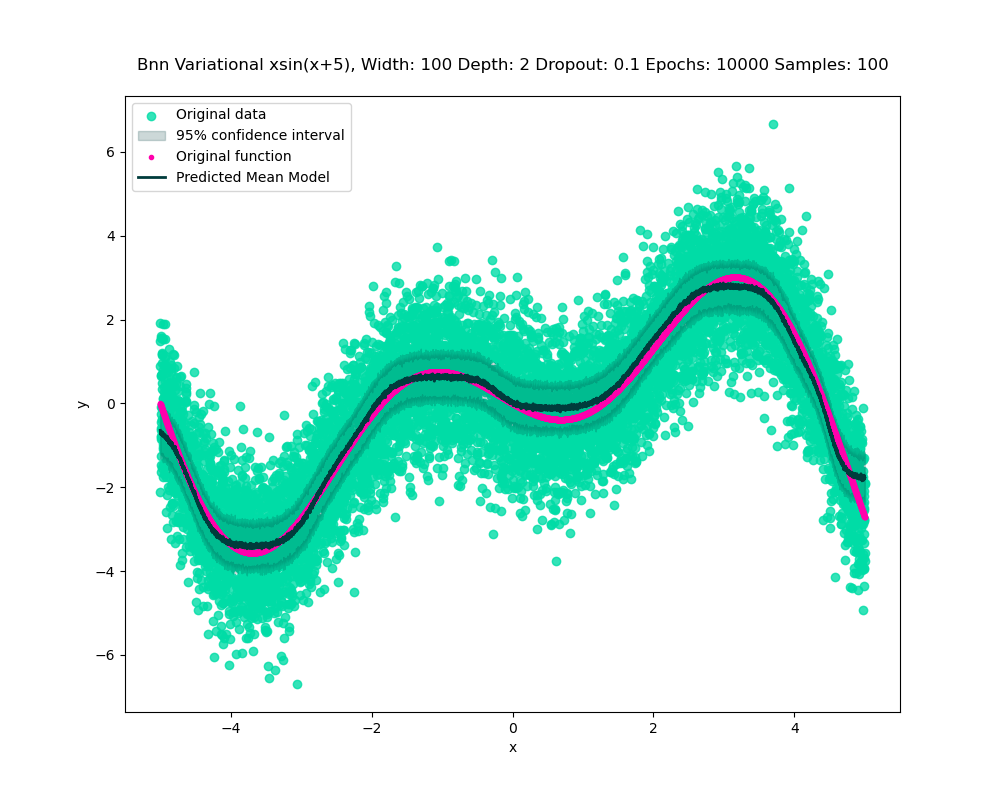 Bnn Variational xsin(x+5), Width: 100 Depth: 2 Dropout: 0.1 Epochs: 10000 Samples: 100
Original data
95% confidence interval
Original function
Predicted Mean Model
6
4
2
0
−2
−4
−6
y
−4
−2
0
2
4
x